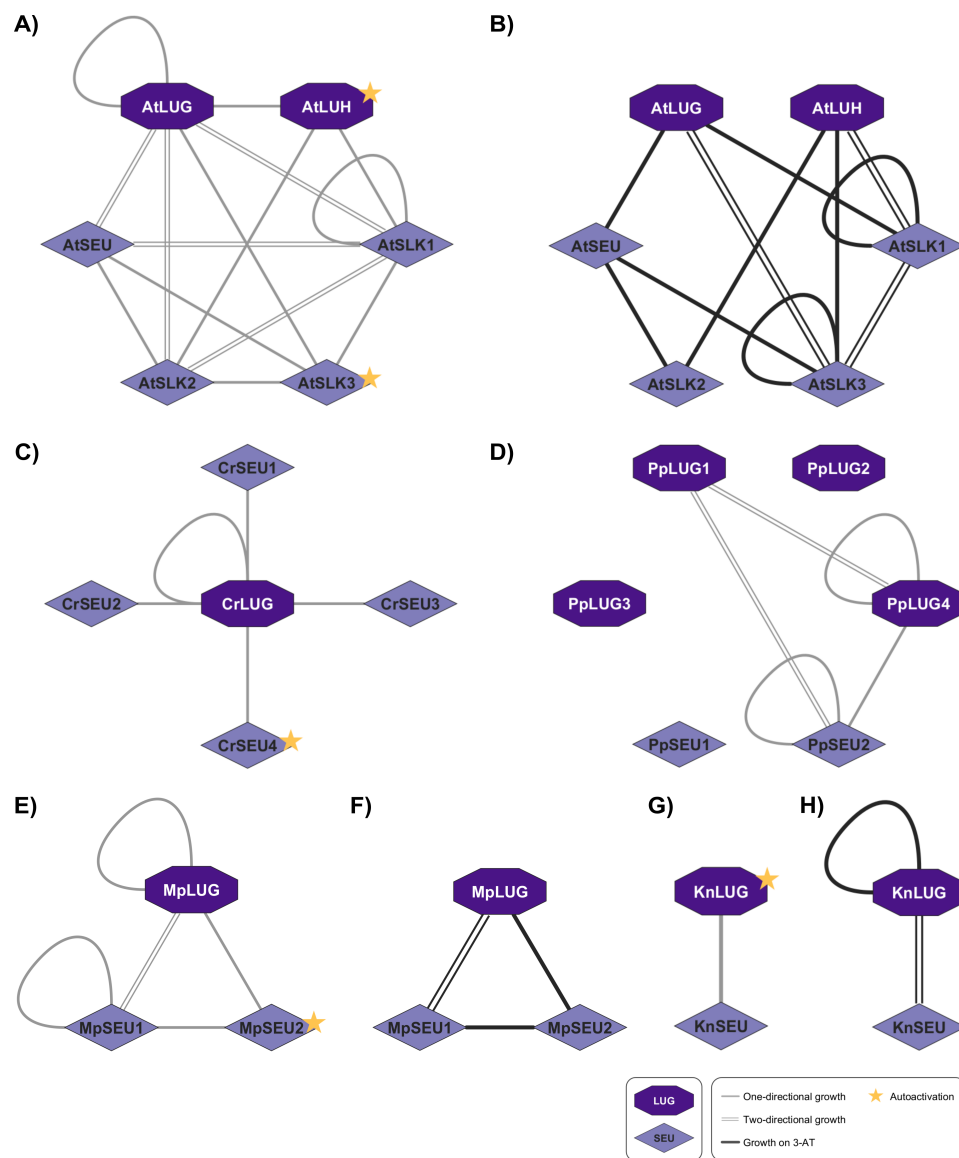 A)
B)
AtLUG
AtLUH
AtLUG
AtLUH
AtSEU
AtSLK1
AtSEU
AtSLK1
AtSLK2
AtSLK3
AtSLK2
AtSLK3
C)
D)
CrSEU1
PpLUG1
PpLUG2
CrSEU2
CrLUG
CrSEU3
PpLUG3
PpLUG4
CrSEU4
PpSEU1
PpSEU2
E)
F)
G)
H)
MpLUG
MpLUG
KnLUG
KnLUG
MpSEU1
MpSEU2
MpSEU1
MpSEU2
KnSEU
KnSEU
LUG
SEU
One-directional growth
Autoactivation
Two-directional growth
Growth on 3-AT